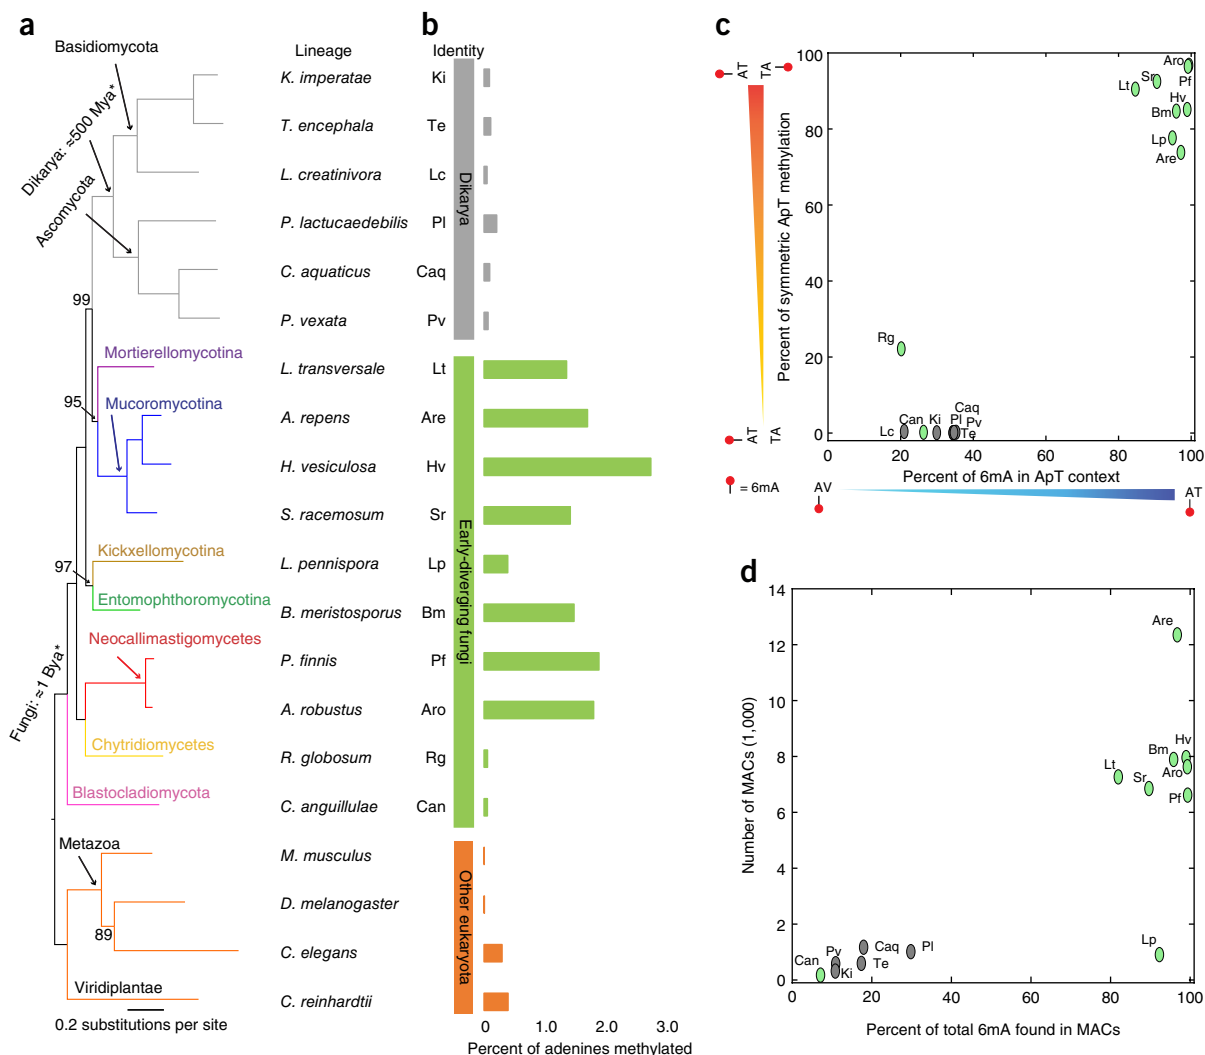 a
b
c
d
Basidiomycota
Dikarya: ≈500 Mya*
Ascomycota
99
Mortierellomycotina
95
Mucoromycotina
Kickxellomycotina
97
Entomophthoromycotina
Neocallimastigomycetes
Fungi: ≈1 Bya*
Chytridiomycetes
Blastocladiomycota
Metazoa
89
Viridiplantae
0.2 substitutions per site
Lineage
K. imperatae
T. encephala
L. creatinivora
P. lactucaedebilis
C. aquaticus
P. vexata
L. transversale
A. repens
H. vesiculosa
S. racemosum
L. pennispora
B. meristosporus
P. finnis
A. robustus
R. globosum
C. anguillulae
M. musculus
D. melanogaster
C. elegans
C. reinhardtii
Identity
Ki
Te
Lc
Pl
Caq
Pv
Lt
Are
Hv
Sr
Lp
Bm
Pf
Aro
Rg
Can
Dikarya
Early-diverging fungi
Other eukaryota
0 1.0 2.0 3.0
Percent of adenines methylated
AT TA
AT TA
= 6mA
Percent of symmetric ApT methylation
100
80
60
40
20
0
Aro
Sr
Pf
Lt
Hv
Bm
Lp
Are
Rg
Caq
Can Ki Pl Pv
Lc Te
0 20 40 60 80 100
Percent of 6mA in ApT context
AV AT
Number of MACs (1,000)
14
12
10
8
6
4
2
0
Are
Hv
Bm
Lt Aro
Sr
Pf
Lp
Pv Caq Pl
Can Ki Te
0 20 40 60 80 100
Percent of total 6mA found in MACs